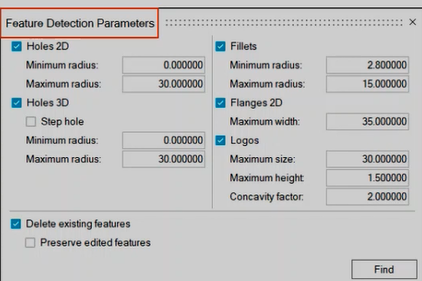 Feature Detection Parameters
Holes 2D
Minimum radius: 0.000000
Maximum radius: 30.000000
Holes 3D
Step hole
Minimum radius: 0.000000
Maximum radius: 30.000000
Fillets
Minimum radius: 2.800000
Maximum radius: 15.000000
Flanges 2D
Maximum width: 35.000000
Logos
Maximum size: 30.000000
Maximum height: 1.500000
Concavity factor: 2.000000
Delete existing features
Preserve edited features
Find